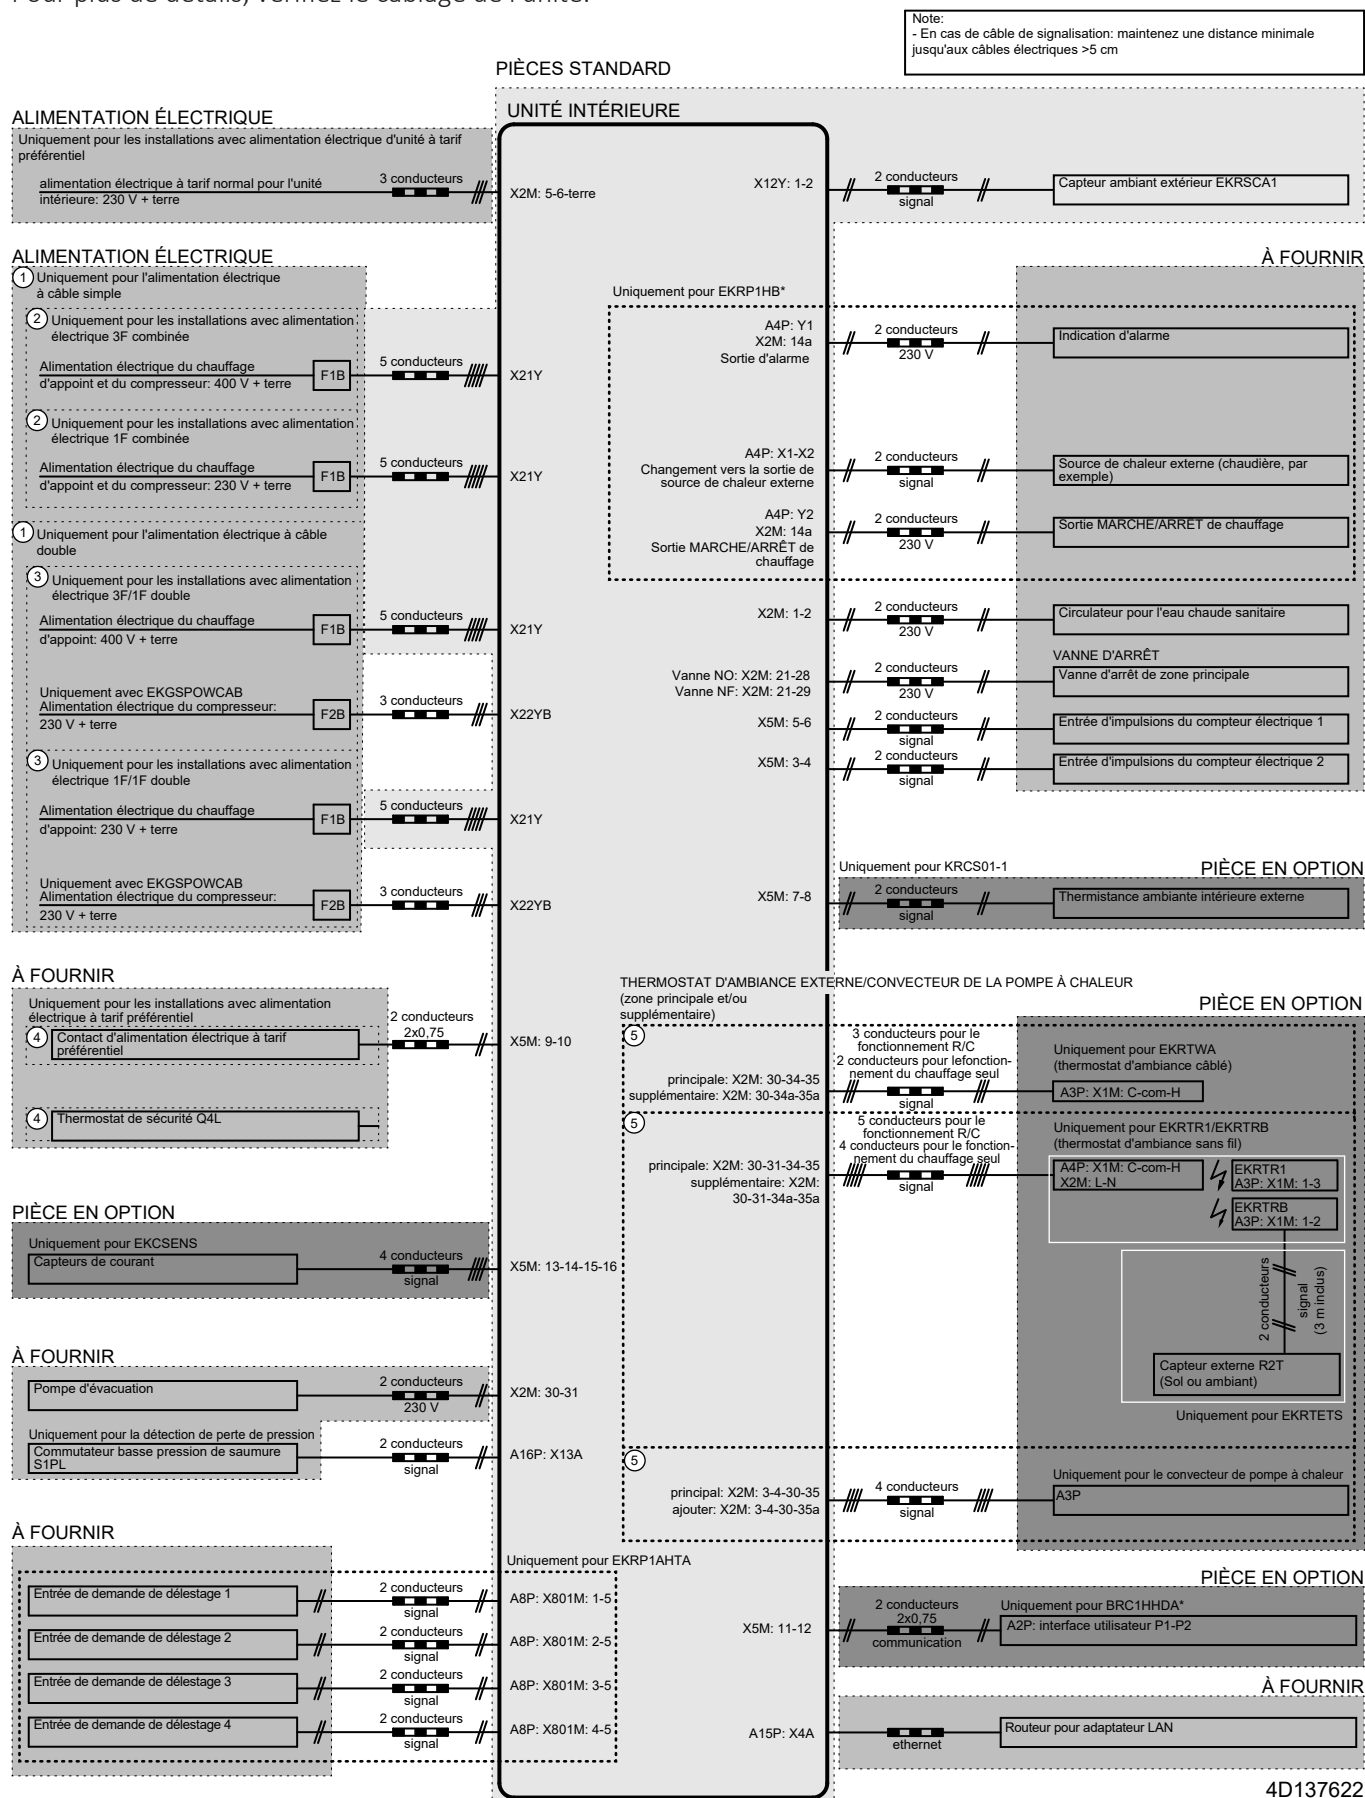 Pour plus de détails, vérifiez le câblage de l'unité.
Note:
- En cas de câble de signalisation: maintenez une distance minimale
jusqu'aux câbles électriques >5 cm
PIÈCES STANDARD
UNITÉ INTÉRIEURE
ALIMENTATION ÉLECTRIQUE
Uniquement pour les installations avec alimentation électrique d'unité à tarif
préférentiel
alimentation électrique à tarif normal pour l'unité
intérieure: 230 V + terre
3 conducteurs
X2M: 5-6-terre
X12Y: 1-2
2 conducteurs
signal
Capteur ambiant extérieur EKRSCA1
ALIMENTATION ÉLECTRIQUE
1 Uniquement pour l'alimentation électrique
à câble simple
2 Uniquement pour les installations avec alimentation
électrique 3F combinée
Alimentation électrique du chauffage
d'appoint et du compresseur: 400 V + terre
F1B
5 conducteurs
X21Y
2 Uniquement pour les installations avec alimentation
électrique 1F combinée
Alimentation électrique du chauffage
d'appoint et du compresseur: 230 V + terre
F1B
5 conducteurs
X21Y
1 Uniquement pour l'alimentation électrique à câble
double
3 Uniquement pour les installations avec alimentation
électrique 3F/1F double
Alimentation électrique du chauffage
d'appoint: 400 V + terre
F1B
5 conducteurs
X21Y
Uniquement avec EKGSPOWCAB
Alimentation électrique du compresseur:
230 V + terre
F2B
3 conducteurs
X22YB
3 Uniquement pour les installations avec alimentation
électrique 1F/1F double
Alimentation électrique du chauffage
d'appoint: 230 V + terre
F1B
5 conducteurs
X21Y
Uniquement avec EKGSPOWCAB
Alimentation électrique du compresseur:
230 V + terre
F2B
3 conducteurs
X22YB
À FOURNIR
Uniquement pour EKRP1HB*
A4P: Y1
X2M: 14a
Sortie d'alarme
2 conducteurs
230 V
Indication d'alarme
A4P: X1-X2
Changement vers la sortie de
source de chaleur externe
2 conducteurs
signal
Source de chaleur externe (chaudière, par
exemple)
A4P: Y2
X2M: 14a
Sortie MARCHE/ARRÊT de
chauffage
2 conducteurs
230 V
Sortie MARCHE/ARRÊT de chauffage
X2M: 1-2
2 conducteurs
230 V
Circulateur pour l'eau chaude sanitaire
VANNE D'ARRÊT
Vanne NO: X2M: 21-28
Vanne NF: X2M: 21-29
2 conducteurs
230 V
Vanne d'arrêt de zone principale
X5M: 5-6
2 conducteurs
signal
Entrée d'impulsions du compteur électrique 1
X5M: 3-4
2 conducteurs
signal
Entrée d'impulsions du compteur électrique 2
Uniquement pour KRCS01-1
PIÈCE EN OPTION
X5M: 7-8
2 conducteurs
signal
Thermistance ambiante intérieure externe
À FOURNIR
Uniquement pour les installations avec alimentation
électrique à tarif préférentiel
4 Contact d'alimentation électrique à tarif
préférentiel
2 conducteurs
2x0,75
X5M: 9-10
4 Thermostat de sécurité Q4L
THERMOSTAT D'AMBIANCE EXTERNE/CONVECTEUR DE LA POMPE À CHALEUR
(zone principale et/ou
supplémentaire)
PIÈCE EN OPTION
5
principale: X2M: 30-34-35
supplémentaire: X2M: 30-34a-35a
3 conducteurs pour le
fonctionnement R/C
2 conducteurs pour lefonction-
nement du chauffage seul
signal
Uniquement pour EKRTWA
(thermostat d'ambiance câblé)
A3P: X1M: C-com-H
5
principale: X2M: 30-31-34-35
supplémentaire: X2M:
30-31-34a-35a
5 conducteurs pour le
fonctionnement R/C
4 conducteurs pour le fonction-
nement du chauffage seul
signal
Uniquement pour EKRTR1/EKRTRB
(thermostat d'ambiance sans fil)
A4P: X1M: C-com-H
X2M: L-N
EKRTR1
A3P: X1M: 1-3
EKRTRB
A3P: X1M: 1-2
2 conducteurs
signal
(3 m inclus)
Capteur externe R2T
(Sol ou ambiant)
Uniquement pour EKRTETS
5
principal: X2M: 3-4-30-35
ajouter: X2M: 3-4-30-35a
4 conducteurs
signal
Uniquement pour le convecteur de pompe à chaleur
A3P
PIÈCE EN OPTION
Uniquement pour EKCSENS
Capteurs de courant
4 conducteurs
signal
X5M: 13-14-15-16
À FOURNIR
Pompe d'évacuation
2 conducteurs
230 V
X2M: 30-31
Uniquement pour la détection de perte de pression
Commutateur basse pression de saumure
S1PL
2 conducteurs
signal
A16P: X13A
À FOURNIR
Uniquement pour EKRP1AHTA
Entrée de demande de délestage 1
2 conducteurs
signal
A8P: X801M: 1-5
Entrée de demande de délestage 2
2 conducteurs
signal
A8P: X801M: 2-5
Entrée de demande de délestage 3
2 conducteurs
signal
A8P: X801M: 3-5
Entrée de demande de délestage 4
2 conducteurs
signal
A8P: X801M: 4-5
PIÈCE EN OPTION
X5M: 11-12
2 conducteurs
2x0,75
communication
Uniquement pour BRC1HHDA*
A2P: interface utilisateur P1-P2
À FOURNIR
A15P: X4A
ethernet
Routeur pour adaptateur LAN
4D137622